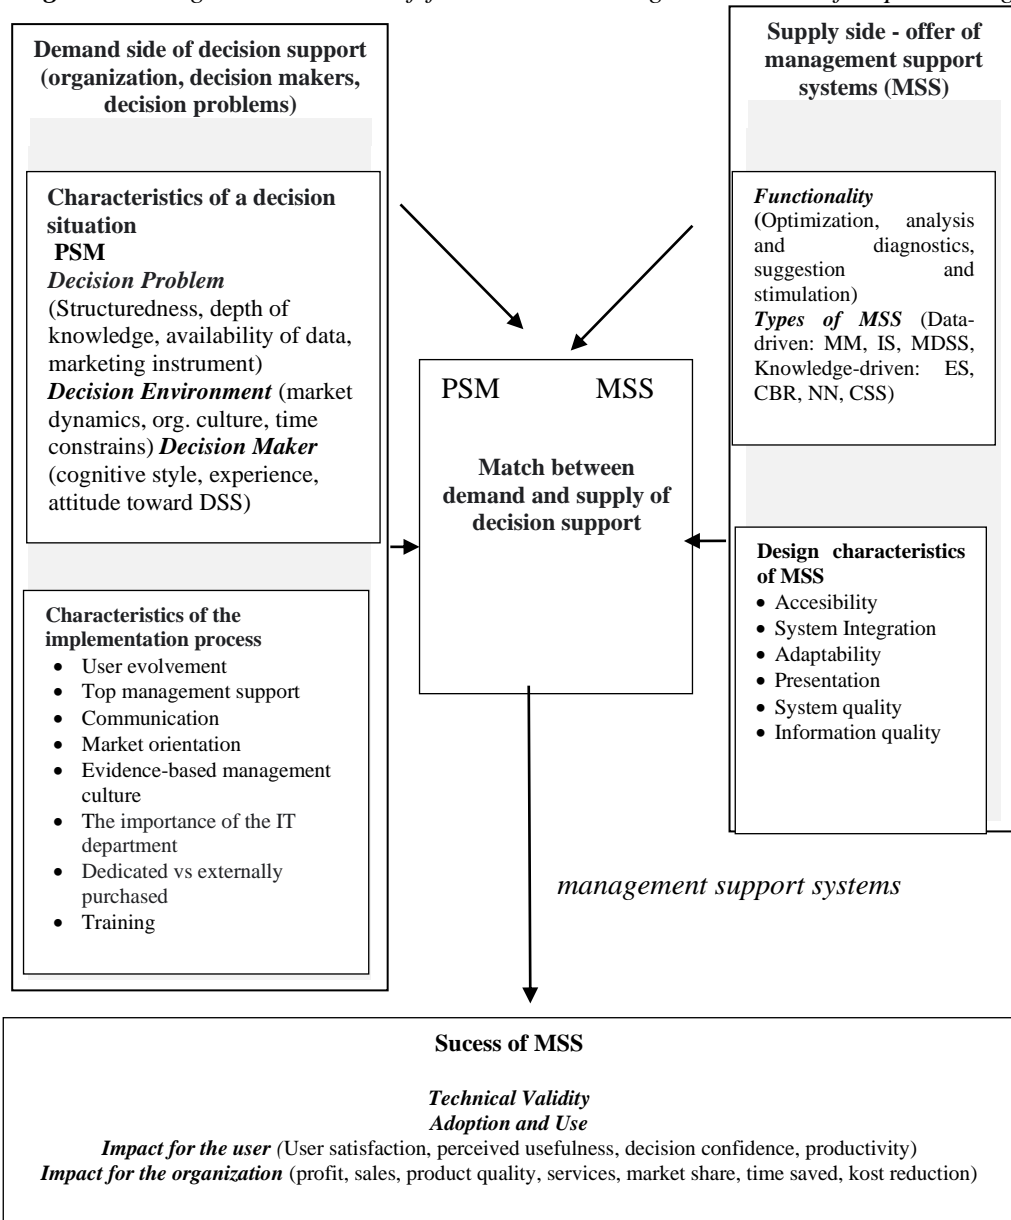 Demand side of decision support
(organization, decision makers,
decision problems)
Characteristics of a decision
situation
PSM
Decision Problem
(Structuredness, depth of
knowledge, availability of data,
marketing instrument)
Decision Environment (market
dynamics, org. culture, time
constrains) Decision Maker
(cognitive style, experience,
attitude toward DSS)
Characteristics of the
implementation process
• User evolvement
• Top management support
• Communication
• Market orientation
• Evidence-based management
culture
• The importance of the IT
department
• Dedicated vs externally
purchased
• Training
PSM MSS
Match between
demand and supply of
decision support
Supply side - offer of
management support
systems (MSS)
Functionality
(Optimization, analysis
and diagnostics,
suggestion and
stimulation)
Types of MSS (Data-
driven: MM, IS, MDSS,
Knowledge-driven: ES,
CBR, NN, CSS)
Design characteristics
of MSS
• Accesibility
• System Integration
• Adaptability
• Presentation
• System quality
• Information quality
management support systems
Sucess of MSS
Technical Validity
Adoption and Use
Impact for the user (User satisfaction, perceived usefulness, decision confidence, productivity)
Impact for the organization (profit, sales, product quality, services, market share, time saved, kost reduction)